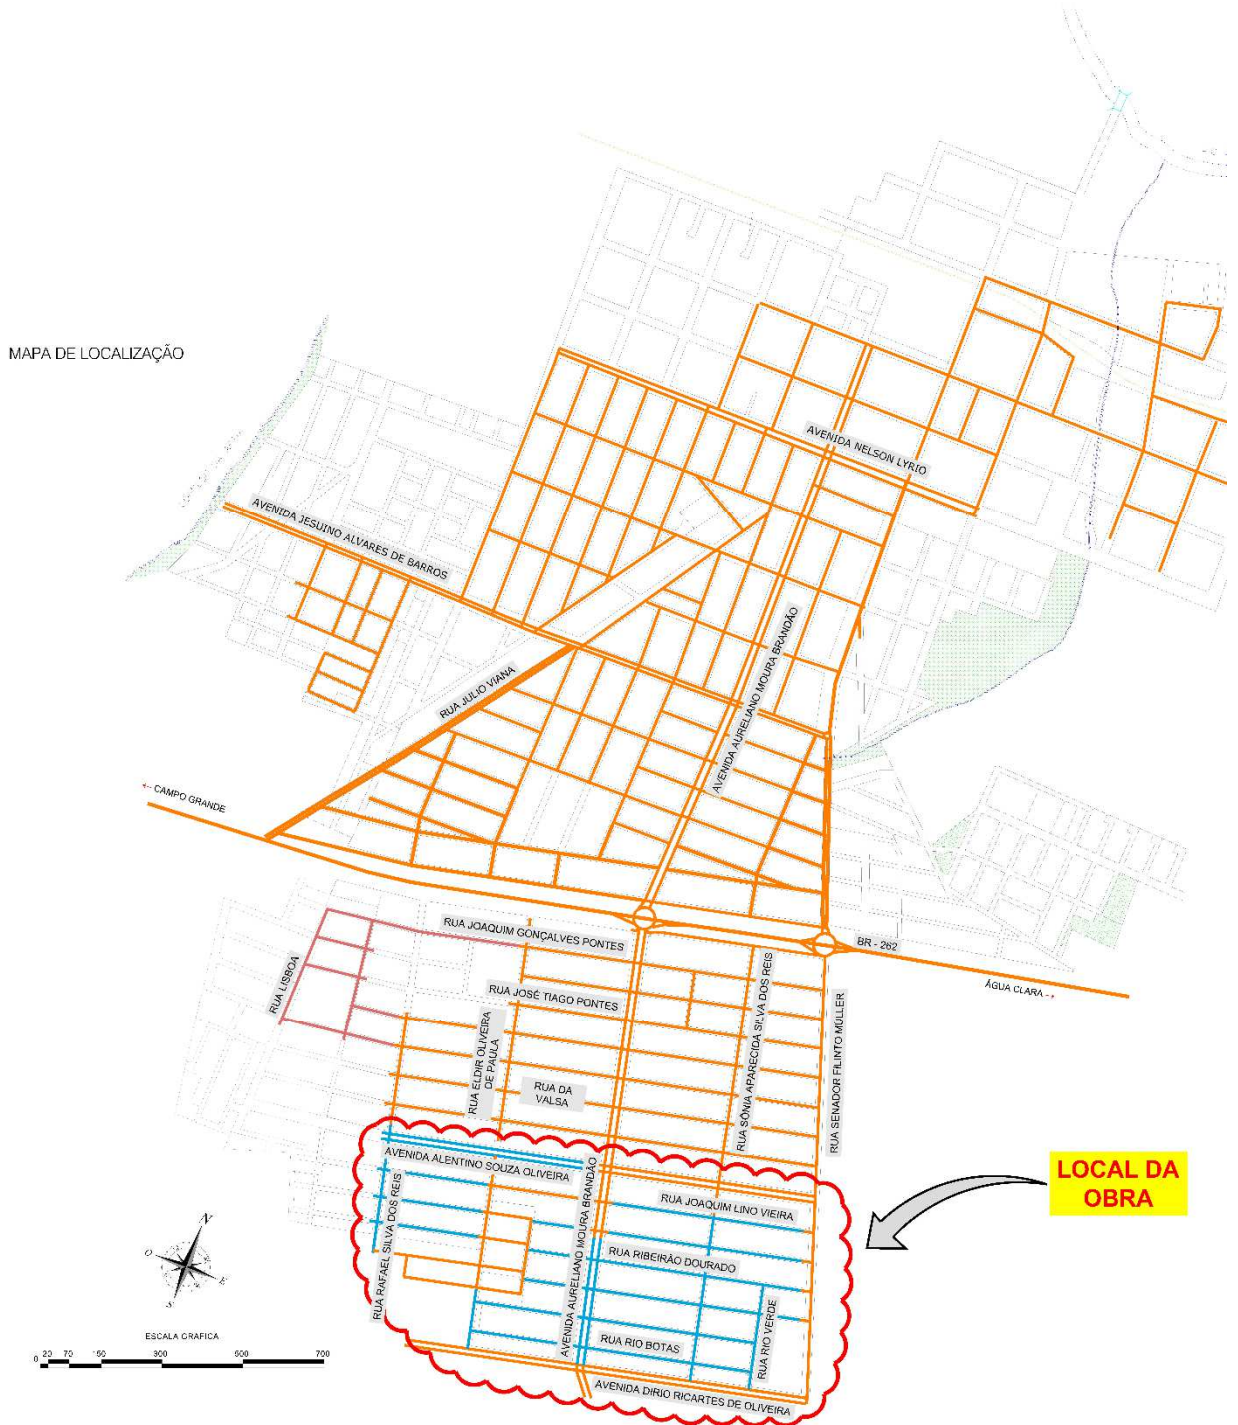 MAPA DE LOCALIZAÇÃO
AVENIDA NELSON LYRIO
AVENIDA JESUINO ALVARES DE BARROS
AVENIDA AURELIANO MOURA BRANDÃO
RUA JULIO VIANA
← CAMPO GRANDE
RUA JOAQUIM GONÇALVES PONTES
BR - 262
ÁGUA CLARA →
RUA LISBOA
RUA JOSÉ TIAGO PONTES
RUA SÔNIA APARECIDA SILVA DOS REIS
RUA SENADOR FILINTO MÜLLER
RUA ELDIR OLIVEIRA
DE PAULA
RUA DA
VALSA
AVENIDA ALENTINO SOUZA OLIVEIRA
LOCAL DA
OBRA
RUA JOAQUIM LINO VIEIRA
RUA RAFAEL SILVA DOS REIS
AVENIDA AURELIANO MOURA BRANDÃO
RUA RIBEIRÃO DOURADO
RUA RIO VERDE
RUA RIO BOTAS
AVENIDA DIRIO RICARTES DE OLIVEIRA
N
O
E
S
ESCALA GRÁFICA
0 20 70 150 300 500 700